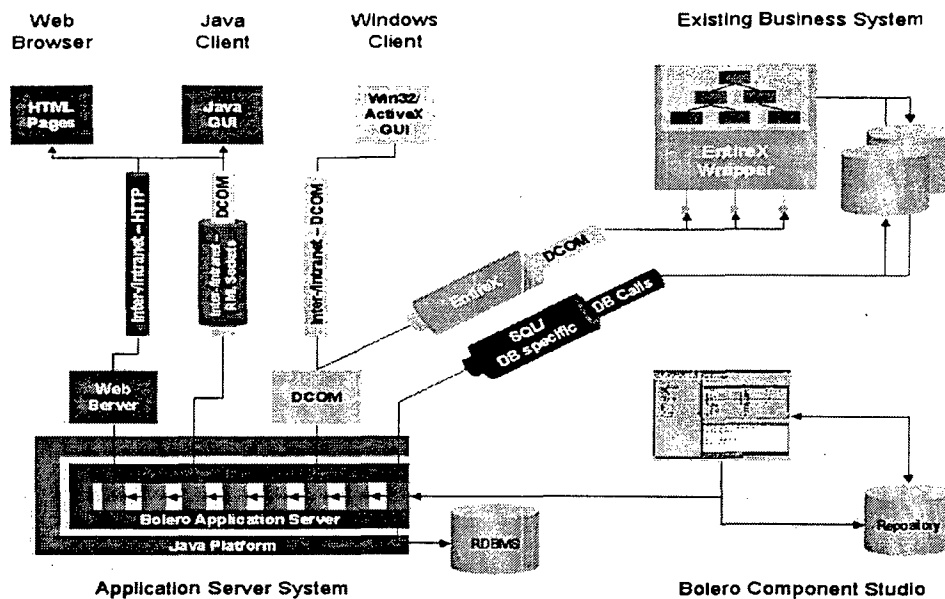 Web
Browser
Java
Client
Windows
Client
Existing Business System
HTML
Pages
Java
GUI
Win32/
ActiveX
GUI
EntireX
Wrapper
Inter-/Intranet – HTTP
DCOM
Inter-/Intranet –
RMI, Sockets
Inter-/Intranet – DCOM
EntireX
DCOM
SQL/
DB specific
DB Calls
Web
Server
DCOM
Bolero Application Server
Java Platform
RDBMS
Repository
Application Server System
Bolero Component Studio